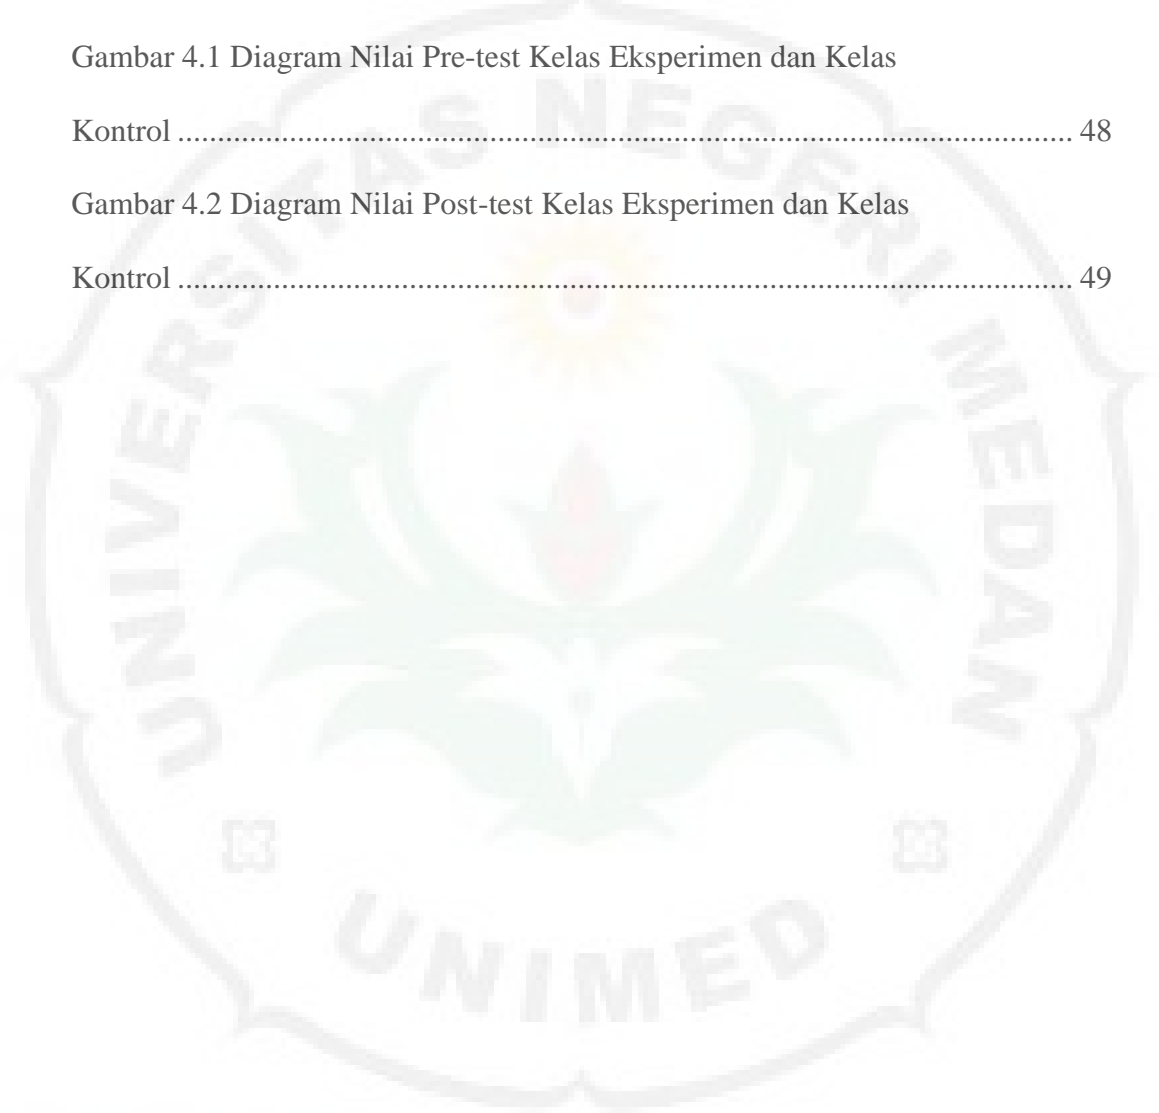 Gambar 4.1 Diagram Nilai Pre-test Kelas Eksperimen dan Kelas
Kontrol ................................................................................................................. 48
Gambar 4.2 Diagram Nilai Post-test Kelas Eksperimen dan Kelas
Kontrol ................................................................................................................. 49
UNIVERSITAS NEGERI MEDAN
UNIMED